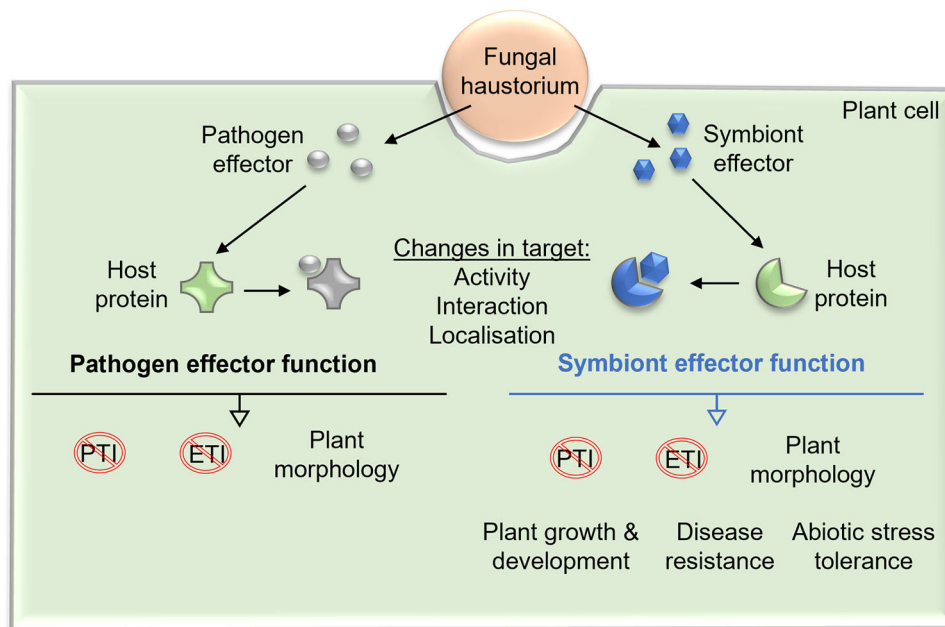 Fungal
haustorium
Plant cell
Pathogen
effector
Symbiont
effector
Host
protein
Changes in target:
Activity
Interaction
Localisation
Host
protein
Pathogen effector function
Symbiont effector function
PTI
ETI
Plant
morphology
PTI
ETI
Plant
morphology
Plant growth &
development
Disease
resistance
Abiotic stress
tolerance